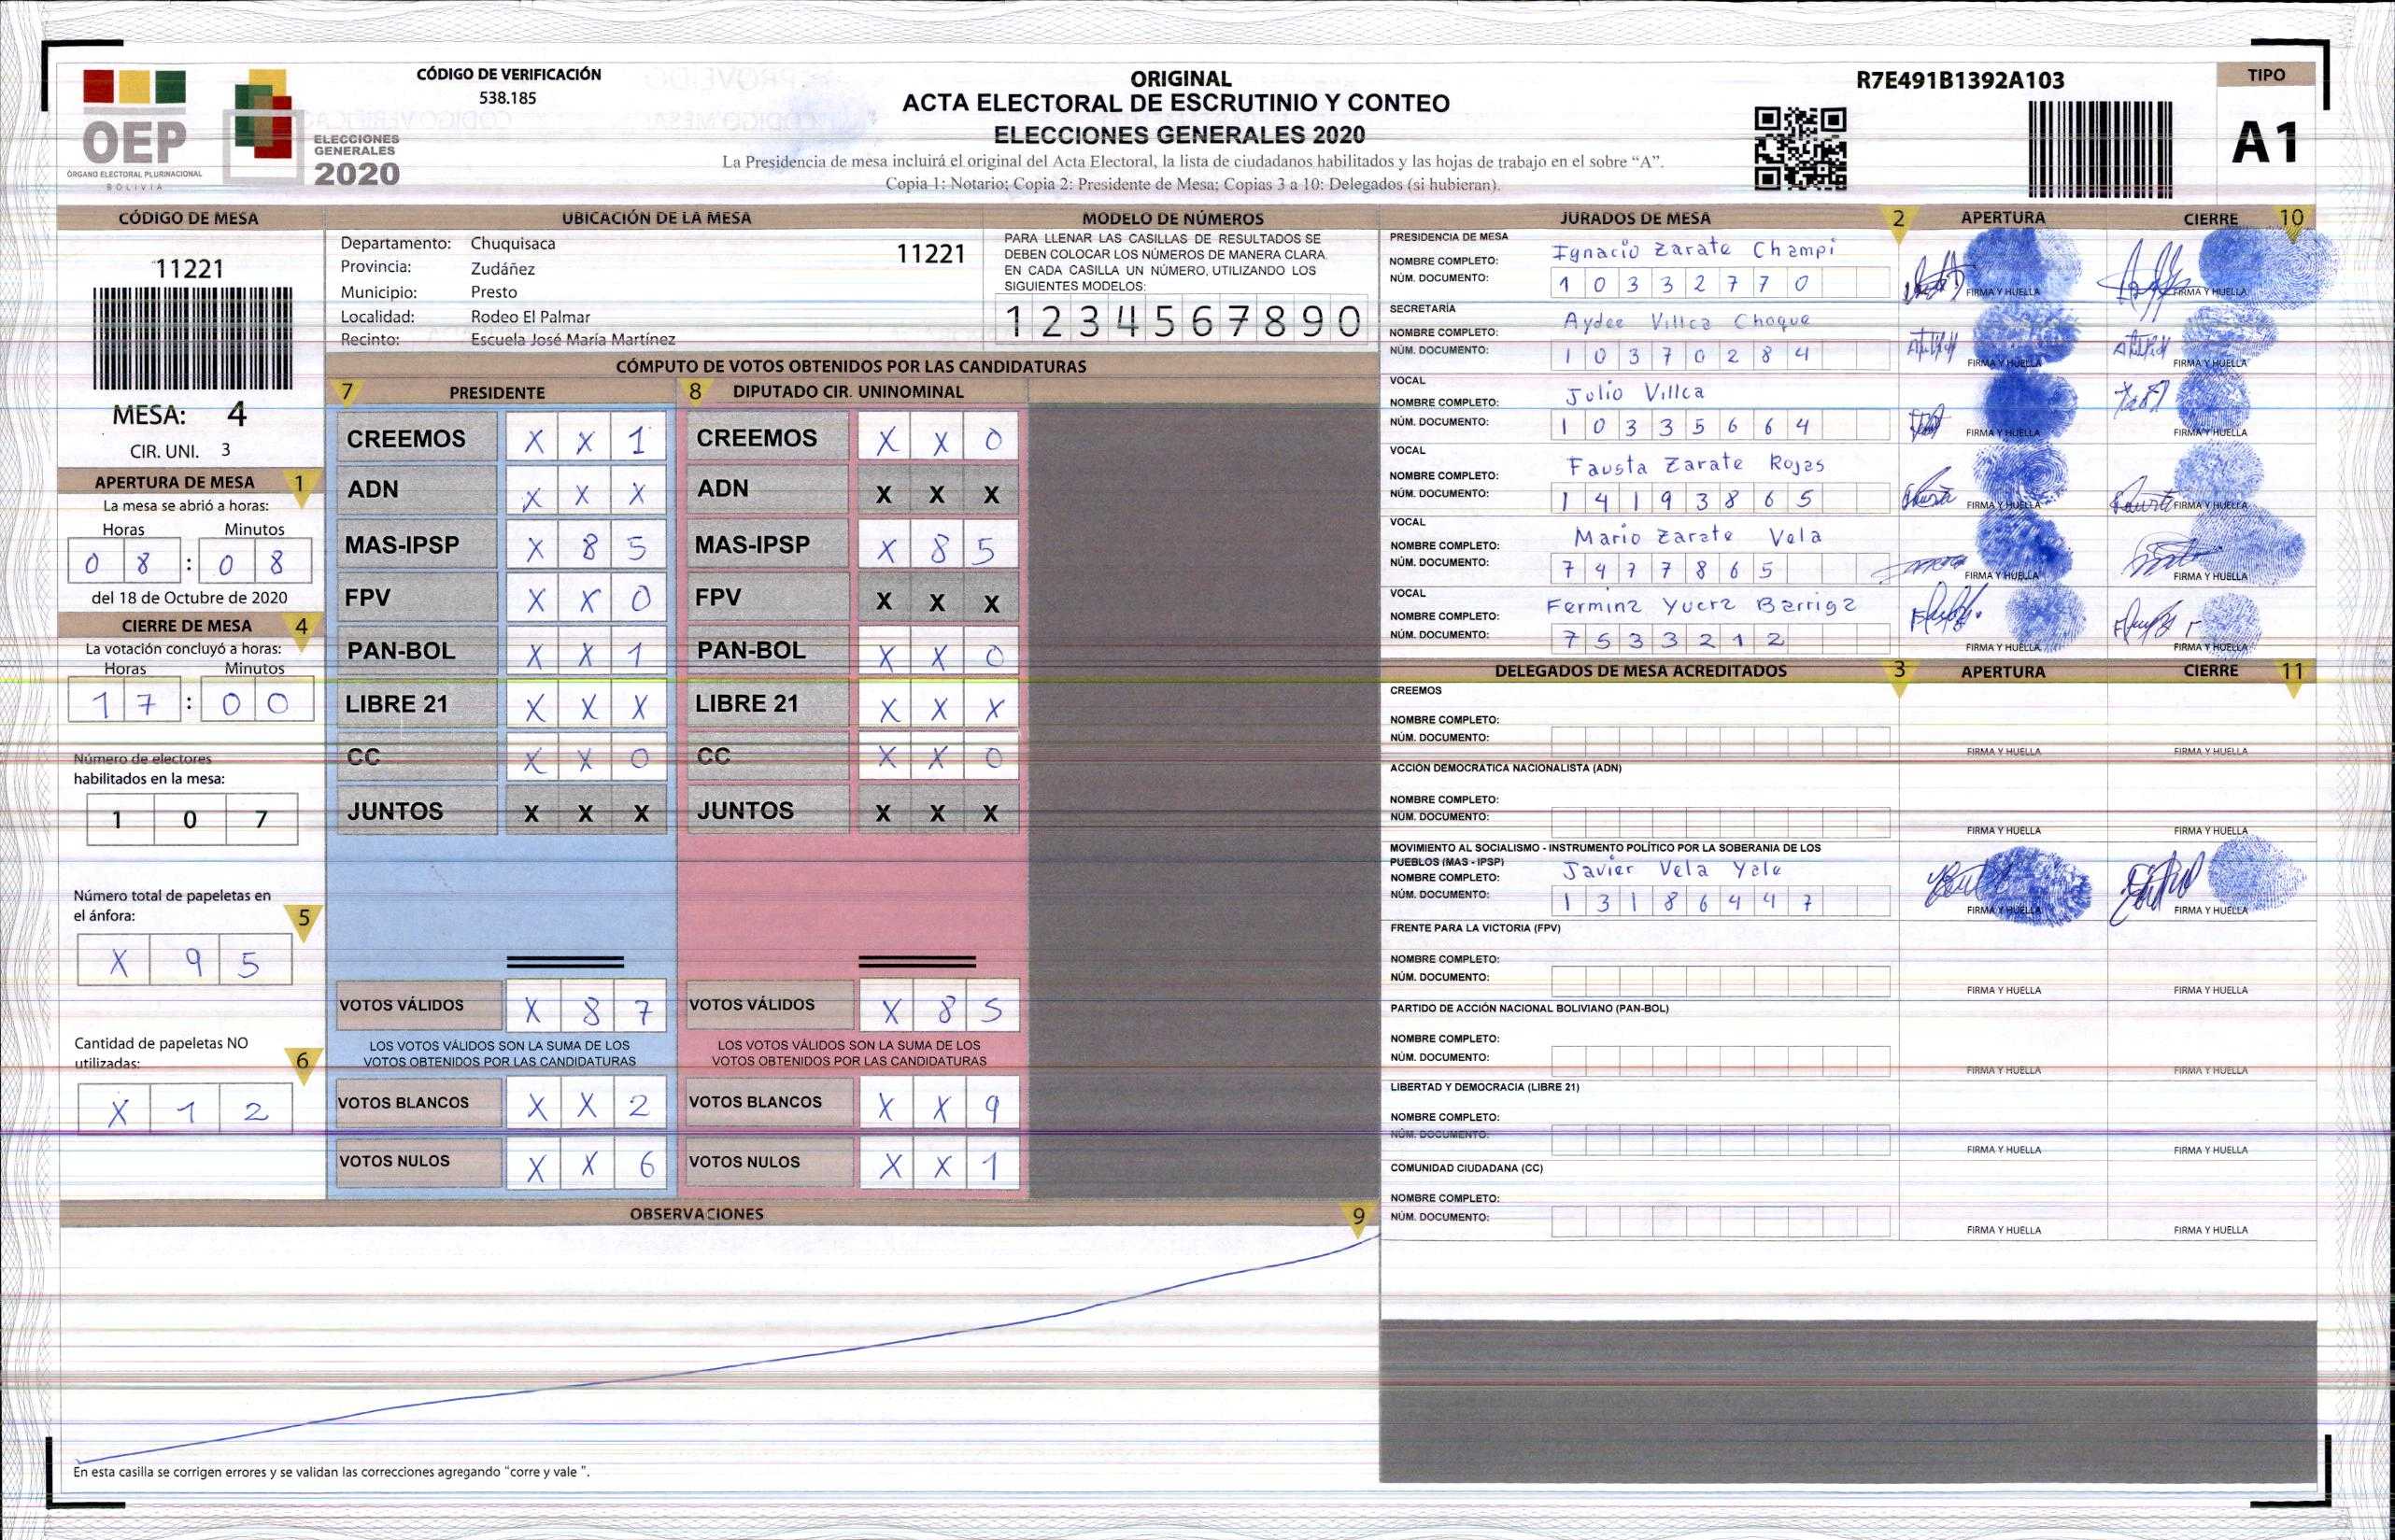 OEP
ÓRGANO ELECTORAL PLURINACIONAL
BOLIVIA
ELECCIONES
GENERALES
2020
CÓDIGO DE VERIFICACIÓN
538.185
ORIGINAL
ACTA ELECTORAL DE ESCRUTINIO Y CONTEO
ELECCIONES GENERALES 2020
La Presidencia de mesa incluirá el original del Acta Electoral, la lista de ciudadanos habilitados y las hojas de trabajo en el sobre “A”.
Copia 1: Notario; Copia 2: Presidente de Mesa; Copias 3 a 10: Delegados (si hubieran).
R7E491B1392A103
TIPO
A1
CÓDIGO DE MESA
11221
MESA: 4
CIR. UNI. 3
APERTURA DE MESA 1
La mesa se abrió a horas:
Horas Minutos
0 8 : 0 8
del 18 de Octubre de 2020
CIERRE DE MESA 4
La votación concluyó a horas:
Horas Minutos
1 7 : 0 0
Número de electores
habilitados en la mesa:
1 0 7
Número total de papeletas en
el ánfora: 5
X 9 5
Cantidad de papeletas NO
utilizadas: 6
X 1 2
UBICACIÓN DE LA MESA
Departamento: Chuquisaca 11221
Provincia: Zudáñez
Municipio: Presto
Localidad: Rodeo El Palmar
Recinto: Escuela José María Martínez
MODELO DE NÚMEROS
PARA LLENAR LAS CASILLAS DE RESULTADOS SE
DEBEN COLOCAR LOS NÚMEROS DE MANERA CLARA.
EN CADA CASILLA UN NÚMERO, UTILIZANDO LOS
SIGUIENTES MODELOS:
1 2 3 4 5 6 7 8 9 0
CÓMPUTO DE VOTOS OBTENIDOS POR LAS CANDIDATURAS
7 PRESIDENTE 8 DIPUTADO CIR. UNINOMINAL
CREEMOS X X 1 CREEMOS X X 0
ADN X X X ADN X X X
MAS-IPSP X 8 5 MAS-IPSP X 8 5
FPV X X 0 FPV X X X
PAN-BOL X X 1 PAN-BOL X X 0
LIBRE 21 X X X LIBRE 21 X X X
CC X X 0 CC X X 0
JUNTOS X X X JUNTOS X X X
VOTOS VÁLIDOS X 8 7 VOTOS VÁLIDOS X 8 5
LOS VOTOS VÁLIDOS SON LA SUMA DE LOS LOS VOTOS VÁLIDOS SON LA SUMA DE LOS
VOTOS OBTENIDOS POR LAS CANDIDATURAS VOTOS OBTENIDOS POR LAS CANDIDATURAS
VOTOS BLANCOS X X 2 VOTOS BLANCOS X X 9
VOTOS NULOS X X 6 VOTOS NULOS X X 1
OBSERVACIONES 9
En esta casilla se corrigen errores y se validan las correcciones agregando “corre y vale ”.
JURADOS DE MESA 2 APERTURA CIERRE 10
PRESIDENCIA DE MESA
NOMBRE COMPLETO: Ignacio Zarate Champi
NÚM. DOCUMENTO: 1 0 3 3 2 7 7 0 FIRMA Y HUELLA FIRMA Y HUELLA
SECRETARÍA
NOMBRE COMPLETO: Aydee Villca Choque
NÚM. DOCUMENTO: 1 0 3 7 0 2 8 4 FIRMA Y HUELLA FIRMA Y HUELLA
VOCAL
NOMBRE COMPLETO: Julio Villca
NÚM. DOCUMENTO: 1 0 3 3 5 6 6 4 FIRMA Y HUELLA FIRMA Y HUELLA
VOCAL
NOMBRE COMPLETO: Fausta Zarate Rojas
NÚM. DOCUMENTO: 1 4 1 9 3 8 6 5 FIRMA Y HUELLA FIRMA Y HUELLA
VOCAL
NOMBRE COMPLETO: Mario Zarate Vela
NÚM. DOCUMENTO: 7 4 7 7 8 6 5 FIRMA Y HUELLA FIRMA Y HUELLA
VOCAL
NOMBRE COMPLETO: Fermina Yucra Barriga
NÚM. DOCUMENTO: 7 5 3 3 2 1 2 FIRMA Y HUELLA FIRMA Y HUELLA
DELEGADOS DE MESA ACREDITADOS 3 APERTURA CIERRE 11
CREEMOS
NOMBRE COMPLETO:
NÚM. DOCUMENTO: FIRMA Y HUELLA FIRMA Y HUELLA
ACCIÓN DEMOCRATICA NACIONALISTA (ADN)
NOMBRE COMPLETO:
NÚM. DOCUMENTO: FIRMA Y HUELLA FIRMA Y HUELLA
MOVIMIENTO AL SOCIALISMO - INSTRUMENTO POLÍTICO POR LA SOBERANIA DE LOS
PUEBLOS (MAS - IPSP)
NOMBRE COMPLETO: Javier Vela Yale
NÚM. DOCUMENTO: 1 3 1 8 6 4 4 7 FIRMA Y HUELLA FIRMA Y HUELLA
FRENTE PARA LA VICTORIA (FPV)
NOMBRE COMPLETO:
NÚM. DOCUMENTO: FIRMA Y HUELLA FIRMA Y HUELLA
PARTIDO DE ACCIÓN NACIONAL BOLIVIANO (PAN-BOL)
NOMBRE COMPLETO:
NÚM. DOCUMENTO: FIRMA Y HUELLA FIRMA Y HUELLA
LIBERTAD Y DEMOCRACIA (LIBRE 21)
NOMBRE COMPLETO:
NÚM. DOCUMENTO: FIRMA Y HUELLA FIRMA Y HUELLA
COMUNIDAD CIUDADANA (CC)
NOMBRE COMPLETO:
NÚM. DOCUMENTO: FIRMA Y HUELLA FIRMA Y HUELLA